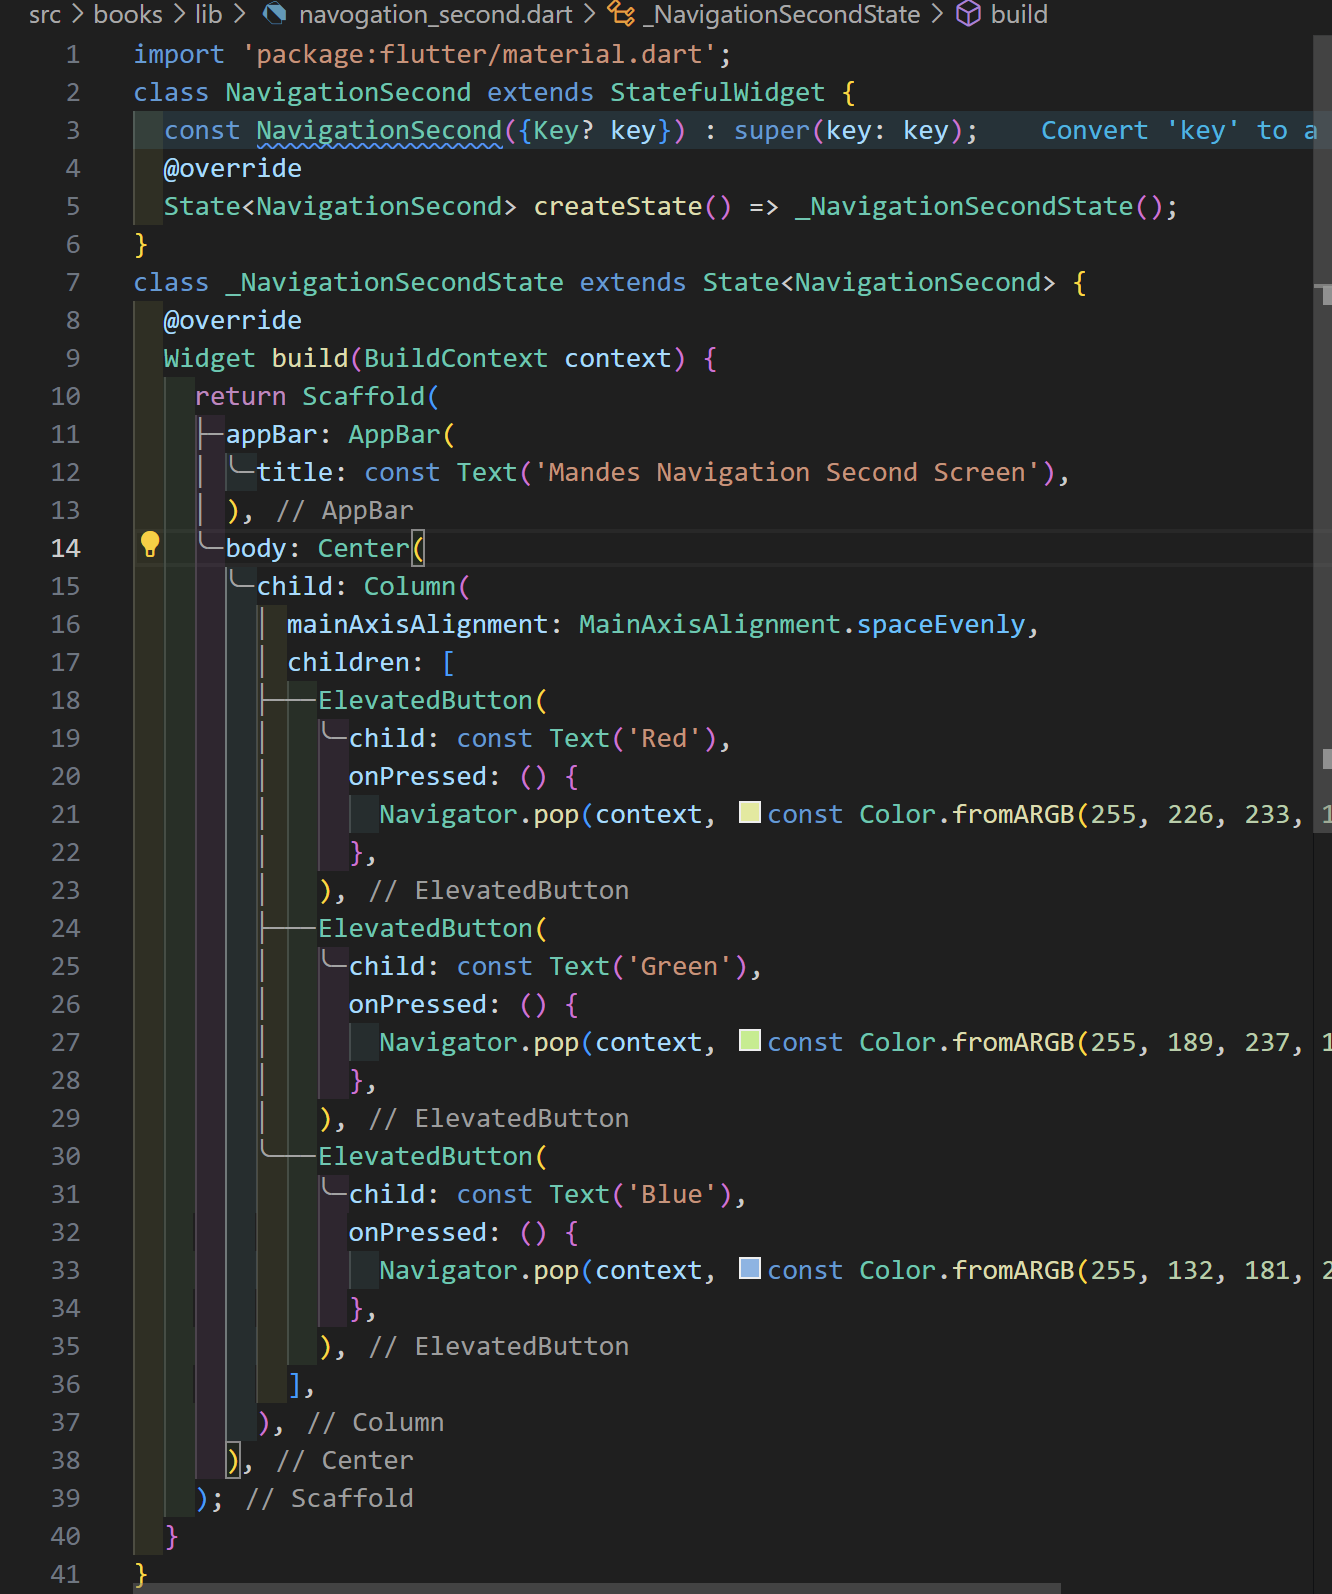 src > books > lib > navogation_second.dart > _NavigationSecondState > build
1 import 'package:flutter/material.dart';
2 class NavigationSecond extends StatefulWidget {
3 const NavigationSecond({Key? key}) : super(key: key); Convert 'key' to a
4 @override
5 State<NavigationSecond> createState() => _NavigationSecondState();
6 }
7 class _NavigationSecondState extends State<NavigationSecond> {
8 @override
9 Widget build(BuildContext context) {
10 return Scaffold(
11 appBar: AppBar(
12 title: const Text('Mandes Navigation Second Screen'),
13 ), // AppBar
14 body: Center(
15 child: Column(
16 mainAxisAlignment: MainAxisAlignment.spaceEvenly,
17 children: [
18 ElevatedButton(
19 child: const Text('Red'),
20 onPressed: () {
21 Navigator.pop(context, const Color.fromARGB(255, 226, 233, 1
22 },
23 ), // ElevatedButton
24 ElevatedButton(
25 child: const Text('Green'),
26 onPressed: () {
27 Navigator.pop(context, const Color.fromARGB(255, 189, 237, 1
28 },
29 ), // ElevatedButton
30 ElevatedButton(
31 child: const Text('Blue'),
32 onPressed: () {
33 Navigator.pop(context, const Color.fromARGB(255, 132, 181, 2
34 },
35 ), // ElevatedButton
36 ],
37 ), // Column
38 ), // Center
39 ); // Scaffold
40 }
41 }